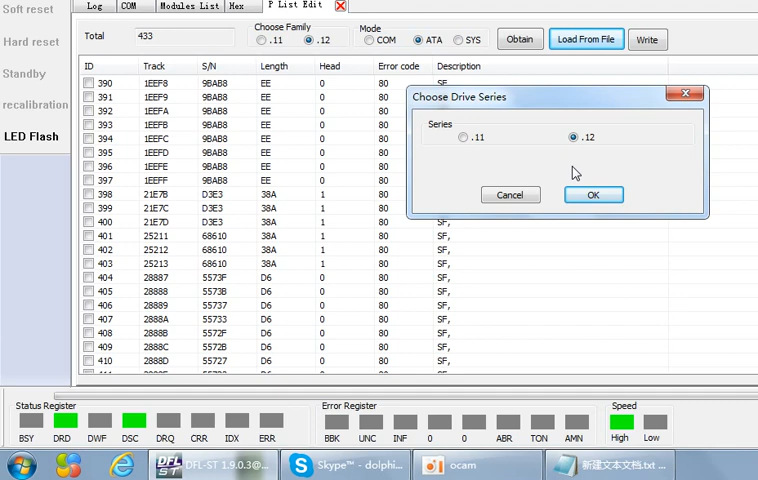 Soft reset
Hard reset
Standby
recalibration
LED Flash
Log COM Modules List Hex P List Edit
Total 433
Choose Family
.11 .12
Mode
COM ATA SYS
Obtain Load From File Write
ID Track S/N Length Head Error code Description
390 1EEF8 9BAB8 EE 0 80 SF,
391 1EEF9 9BAB8 EE 0 80
392 1EEFA 9BAB8 EE 0 80
393 1EEFB 9BAB8 EE 0 80
394 1EEFC 9BAB8 EE 0 80
395 1EEFD 9BAB8 EE 0 80
396 1EEFE 9BAB8 EE 0 80
397 1EEFF 9BAB8 EE 0 80
398 21E7B D3E3 38A 1 80
399 21E7C D3E3 38A 1 80
400 21E7D D3E3 38A 1 80 SF,
401 25211 68610 38A 1 80 SF,
402 25212 68610 38A 1 80 SF,
403 25213 68610 38A 1 80 SF,
404 28887 5573F D6 0 80 SF,
405 28888 5573B D6 0 80 SF,
406 28889 55737 D6 0 80 SF,
407 2888A 55733 D6 0 80 SF,
408 2888B 5572F D6 0 80 SF,
409 2888C 5572B D6 0 80 SF,
410 2888D 55727 D6 0 80 SF,
Choose Drive Series
Series
.11 .12
Cancel OK
Status Register
BSY DRD DWF DSC DRQ CRR IDX ERR
Error Register
BBK UNC INF 0 0 ABR TON AMN
Speed
High Low
DFL-ST 1.9.0.3@...
Skype™ - dolphi...
ocam
新建文本文档.txt ...